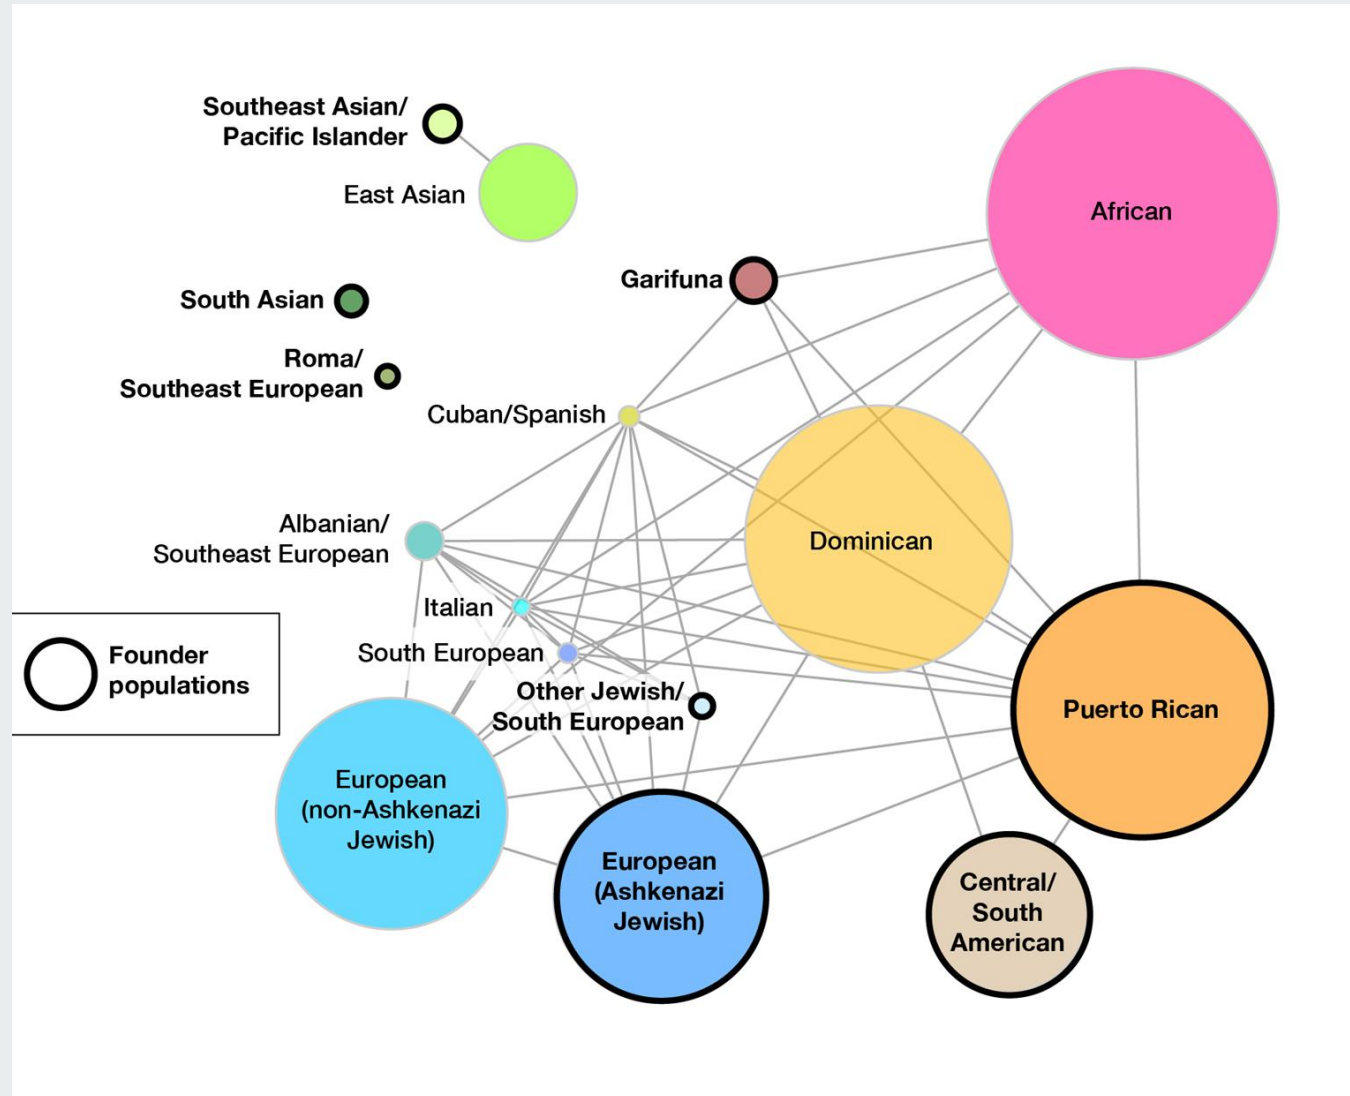 Southeast Asian/
Pacific Islander
East Asian
African
Garifuna
South Asian
Roma/
Southeast European
Cuban/Spanish
Albanian/
Southeast European
Dominican
Italian
South European
Founder
populations
Other Jewish/
South European
Puerto Rican
European
(non-Ashkenazi
Jewish)
European
(Ashkenazi
Jewish)
Central/
South
American